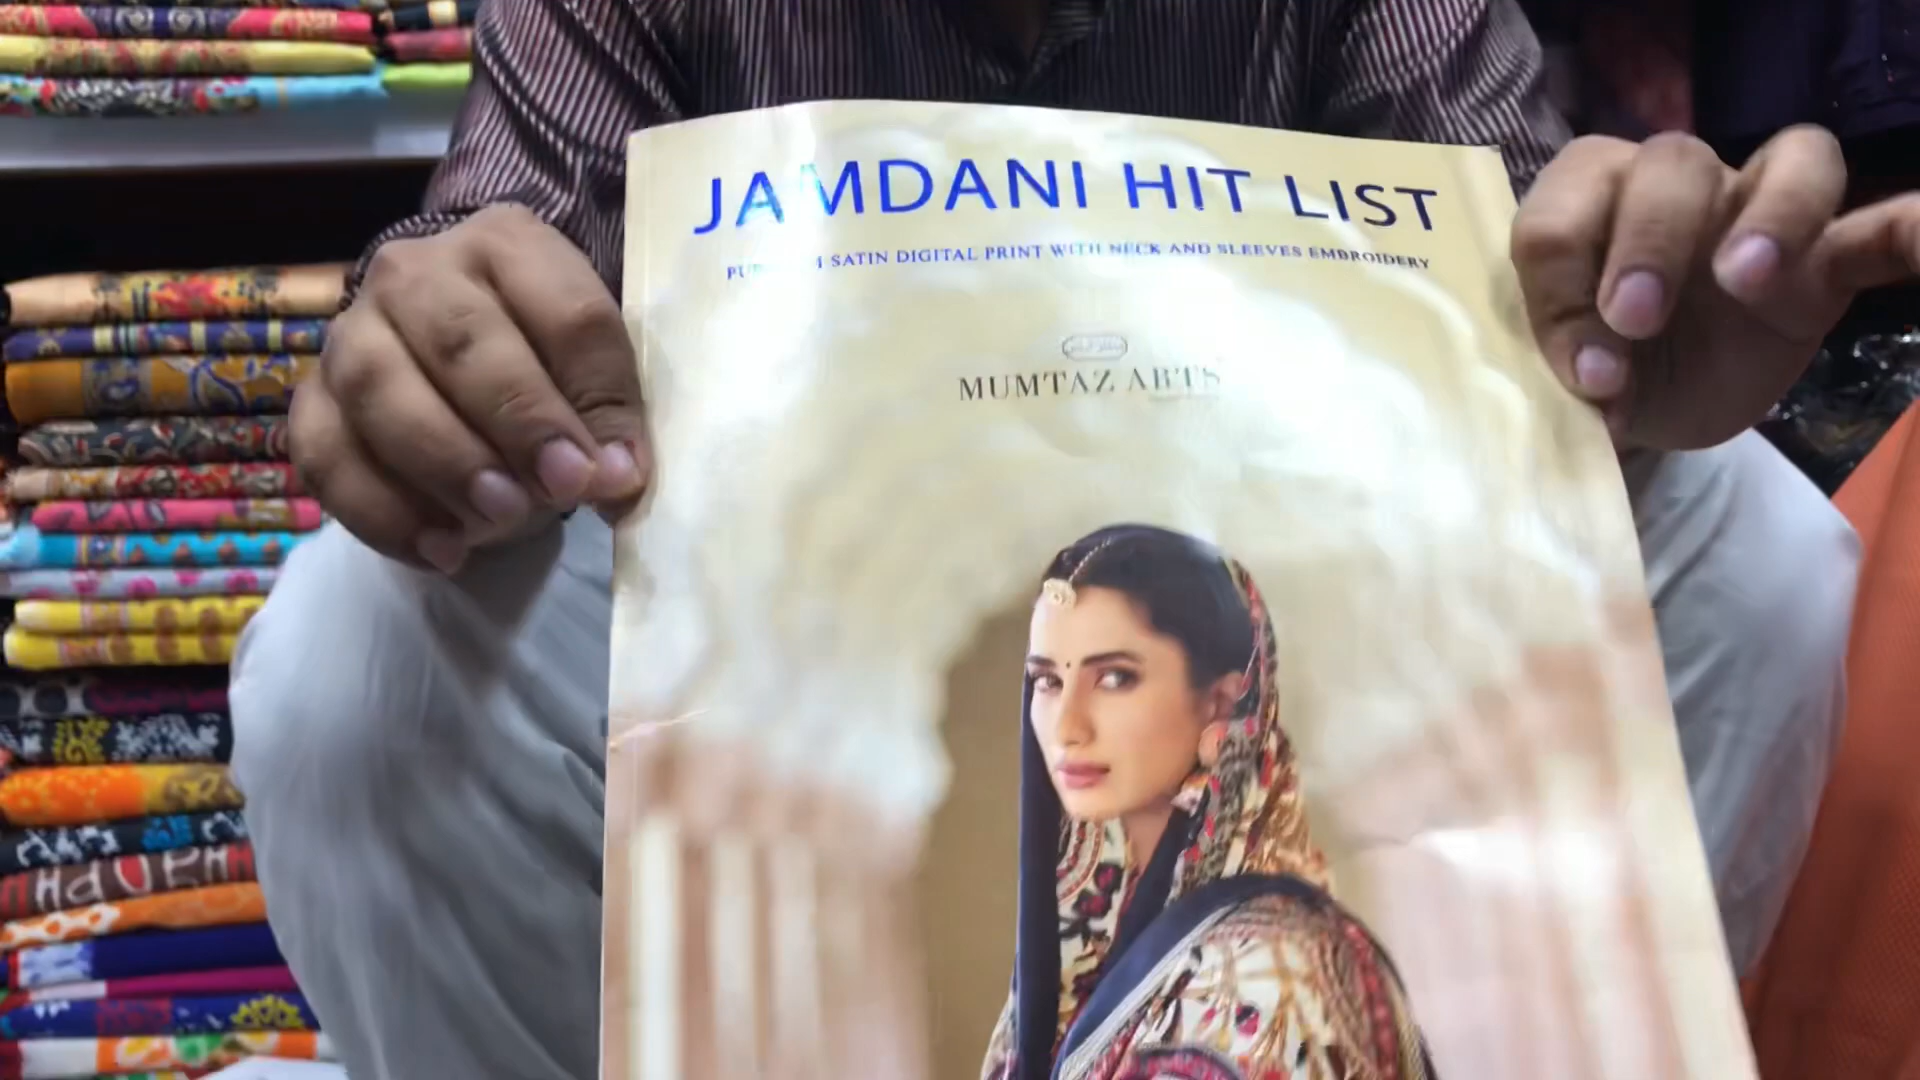 JAMDANI HIT LIST
SATIN DIGITAL PRINT WITH NECK AND SLEEVES EMBROIDERY
MUMTAZ ARTS